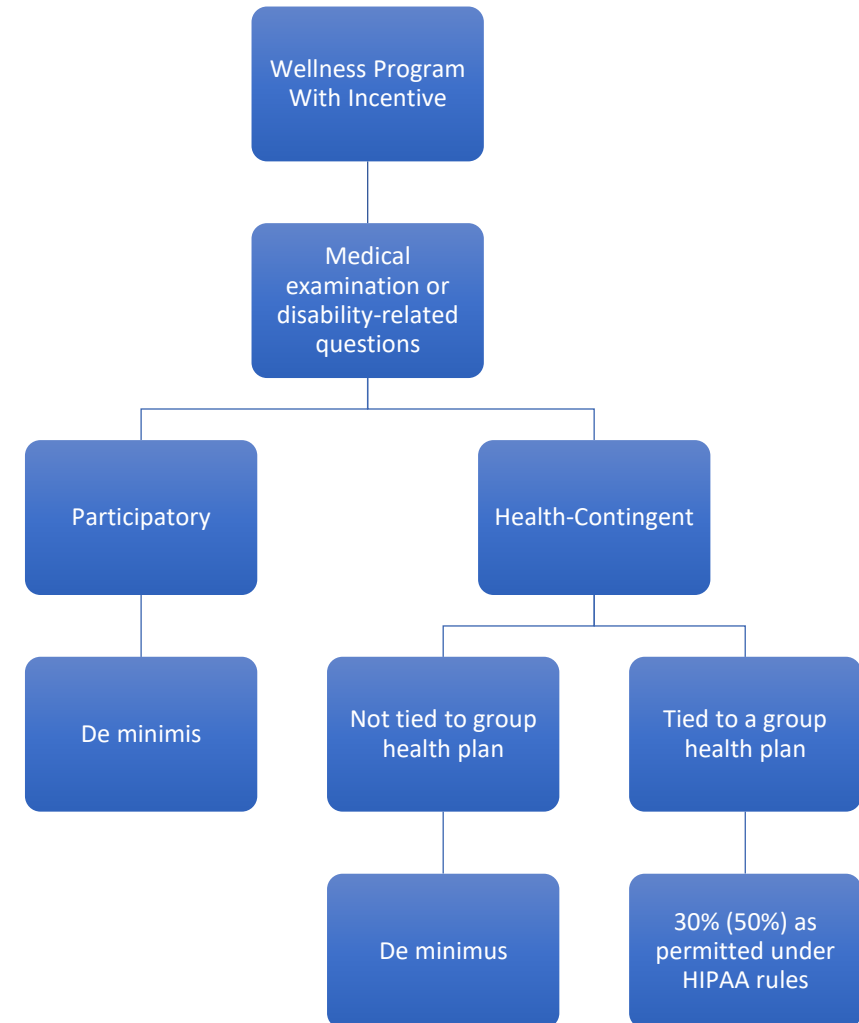 Wellness Program
With Incentive
Medical
examination or
disability-related
questions
Participatory
Health-Contingent
De minimis
Not tied to group
health plan
Tied to a group
health plan
De minimus
30% (50%) as
permitted under
HIPAA rules